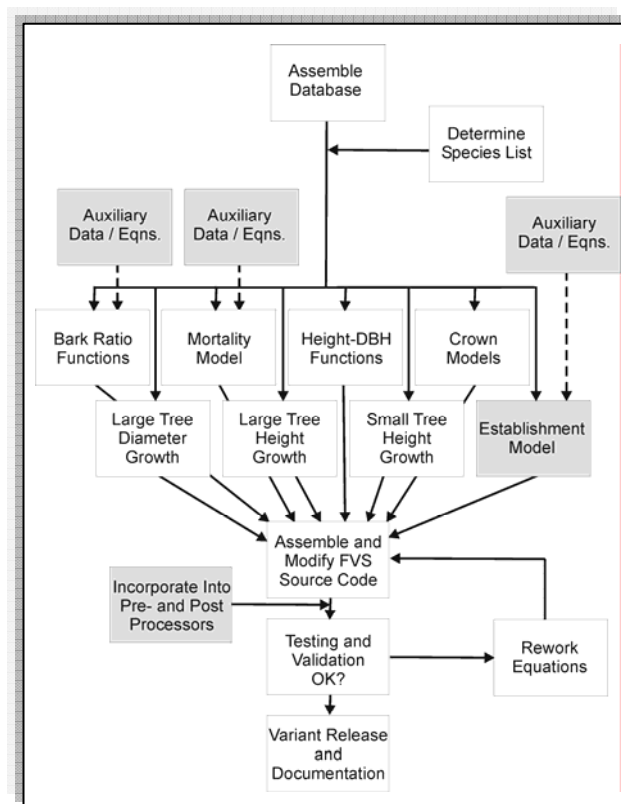 Assemble
Database
Determine
Species List
Auxiliary
Data / Eqns.
Auxiliary
Data / Eqns.
Auxiliary
Data / Eqns.
Bark Ratio
Functions
Mortality
Model
Height-DBH
Functions
Crown
Models
Large Tree
Diameter
Growth
Large Tree
Height
Growth
Small Tree
Height
Growth
Establishment
Model
Assemble and
Modify FVS
Source Code
Incorporate Into
Pre- and Post
Processors
Testing and
Validation
OK?
Rework
Equations
Variant Release
and
Documentation